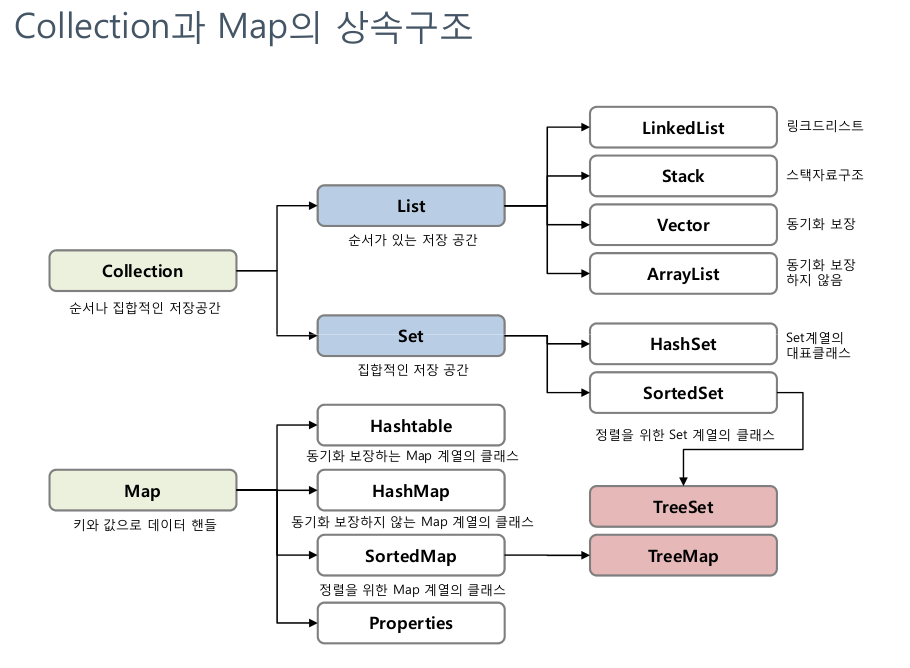 Collection과 Map의 상속구조
LinkedList
링크드리스트
Stack
스택자료구조
List
순서가 있는 저장 공간
Vector
동기화 보장
Collection
순서나 집합적인 저장공간
ArrayList
동기화 보장
하지 않음
Set
집합적인 저장 공간
HashSet
Set계열의
대표클래스
SortedSet
정렬을 위한 Set 계열의 클래스
Hashtable
동기화 보장하는 Map 계열의 클래스
Map
키와 값으로 데이터 핸들
HashMap
동기화 보장하지 않는 Map 계열의 클래스
TreeSet
SortedMap
정렬을 위한 Map 계열의 클래스
TreeMap
Properties